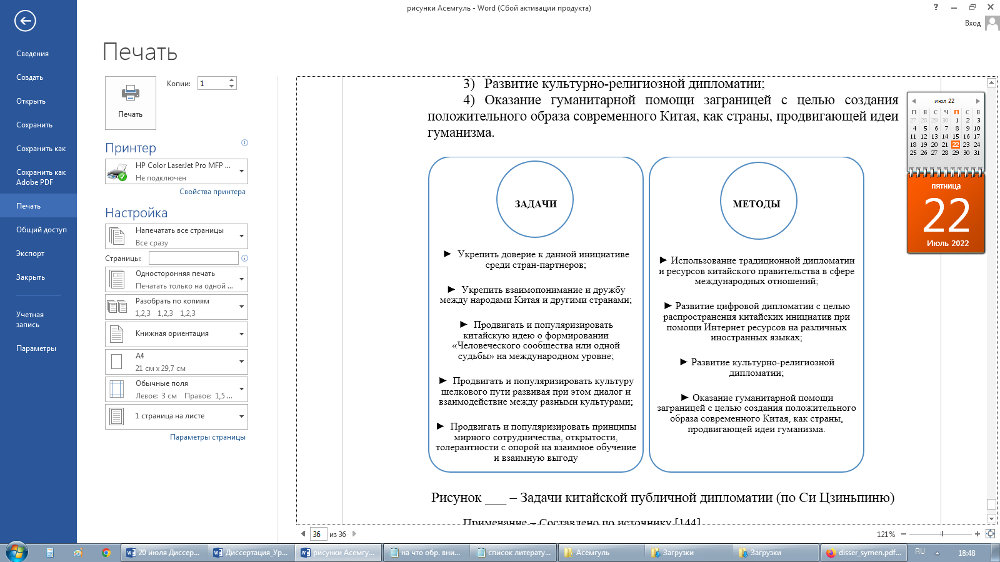 рисунки Асемгуль - Word (Сбой активации продукта)
?
Вход
Сведения
Создать
Открыть
Сохранить
Сохранить как
Сохранить как
Adobe PDF
Печать
Общий доступ
Экспорт
Закрыть
Учетная
запись
Параметры
Печать
Печать
Копии: 1
Принтер
HP Color LaserJet Pro MFP ...
Не подключен
Свойства принтера
Настройка
Напечатать все страницы
Все сразу
Страницы:
Односторонняя печать
Печатать только на одной ...
Разобрать по копиям
1,2,3 1,2,3 1,2,3
Книжная ориентация
A4
21 см x 29,7 см
Обычные поля
Левое: 3 см Правое: 1,5 ...
1 страница на листе
Параметры страницы
3) Развитие культурно-религиозной дипломатии;
4) Оказание гуманитарной помощи заграницей с целью создания
положительного образа современного Китая, как страны, продвигающей идеи
гуманизма.
ЗАДАЧИ
► Укрепить доверие к данной инициативе
среди стран-партнеров;
► Укрепить взаимопонимание и дружбу
между народами Китая и другими странами;
► Продвигать и популяризировать
китайскую идею о формировании
«Человеческого сообщества или одной
судьбы» на международном уровне;
► Продвигать и популяризировать культуру
шелкового пути развивая при этом диалог и
взаимодействие между разными культурами;
► Продвигать и популяризировать принципы
мирного сотрудничества, открытости,
толерантности с опорой на взаимное обучение
и взаимную выгоду
МЕТОДЫ
► Использование традиционной дипломатии
и ресурсов китайского правительства в сфере
международных отношений;
► Развитие цифровой дипломатии с целью
распространения китайских инициатив при
помощи Интернет ресурсов на различных
иностранных языках;
► Развитие культурно-религиозной
дипломатии;
► Оказание гуманитарной помощи
заграницей с целью создания положительного
образа современного Китая, как страны,
продвигающей идеи гуманизма.
Рисунок ___ – Задачи китайской публичной дипломатии (по Си Цзиньпиню)
Примечание – Составлено по источнику [144]
июл 22
П В С Ч П С В
27 28 29 30 1 2 3
4 5 6 7 8 9 10
11 12 13 14 15 16 17
18 19 20 21 22 23 24
25 26 27 28 29 30 31
пятница
22
Июль 2022
36 из 36
121%
20 июля Диссер...
Диссертация_Ур...
рисунки Асемгу...
на что обр. вни...
список литерату...
Асемгуль
Загрузки
Загрузки
disser_symen.pdf...
RU
18:48